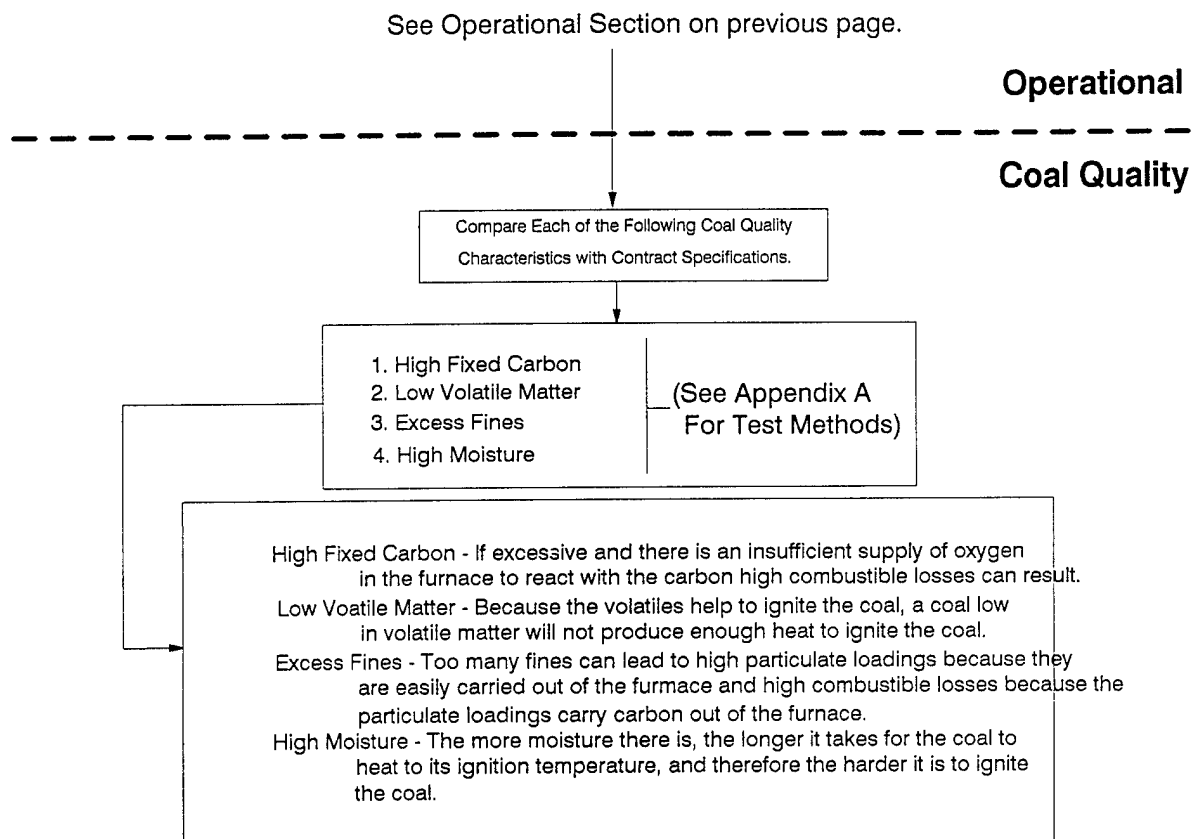 See Operational Section on previous page.
Operational
Coal Quality
Compare Each of the Following Coal Quality
Characteristics with Contract Specifications.
1. High Fixed Carbon
2. Low Volatile Matter
3. Excess Fines
4. High Moisture
(See Appendix A
For Test Methods)
High Fixed Carbon - If excessive and there is an insufficient supply of oxygen
in the furnace to react with the carbon high combustible losses can result.
Low Voatile Matter - Because the volatiles help to ignite the coal, a coal low
in volatile matter will not produce enough heat to ignite the coal.
Excess Fines - Too many fines can lead to high particulate loadings because they
are easily carried out of the furmace and high combustible losses because the
particulate loadings carry carbon out of the furnace.
High Moisture - The more moisture there is, the longer it takes for the coal to
heat to its ignition temperature, and therefore the harder it is to ignite
the coal.